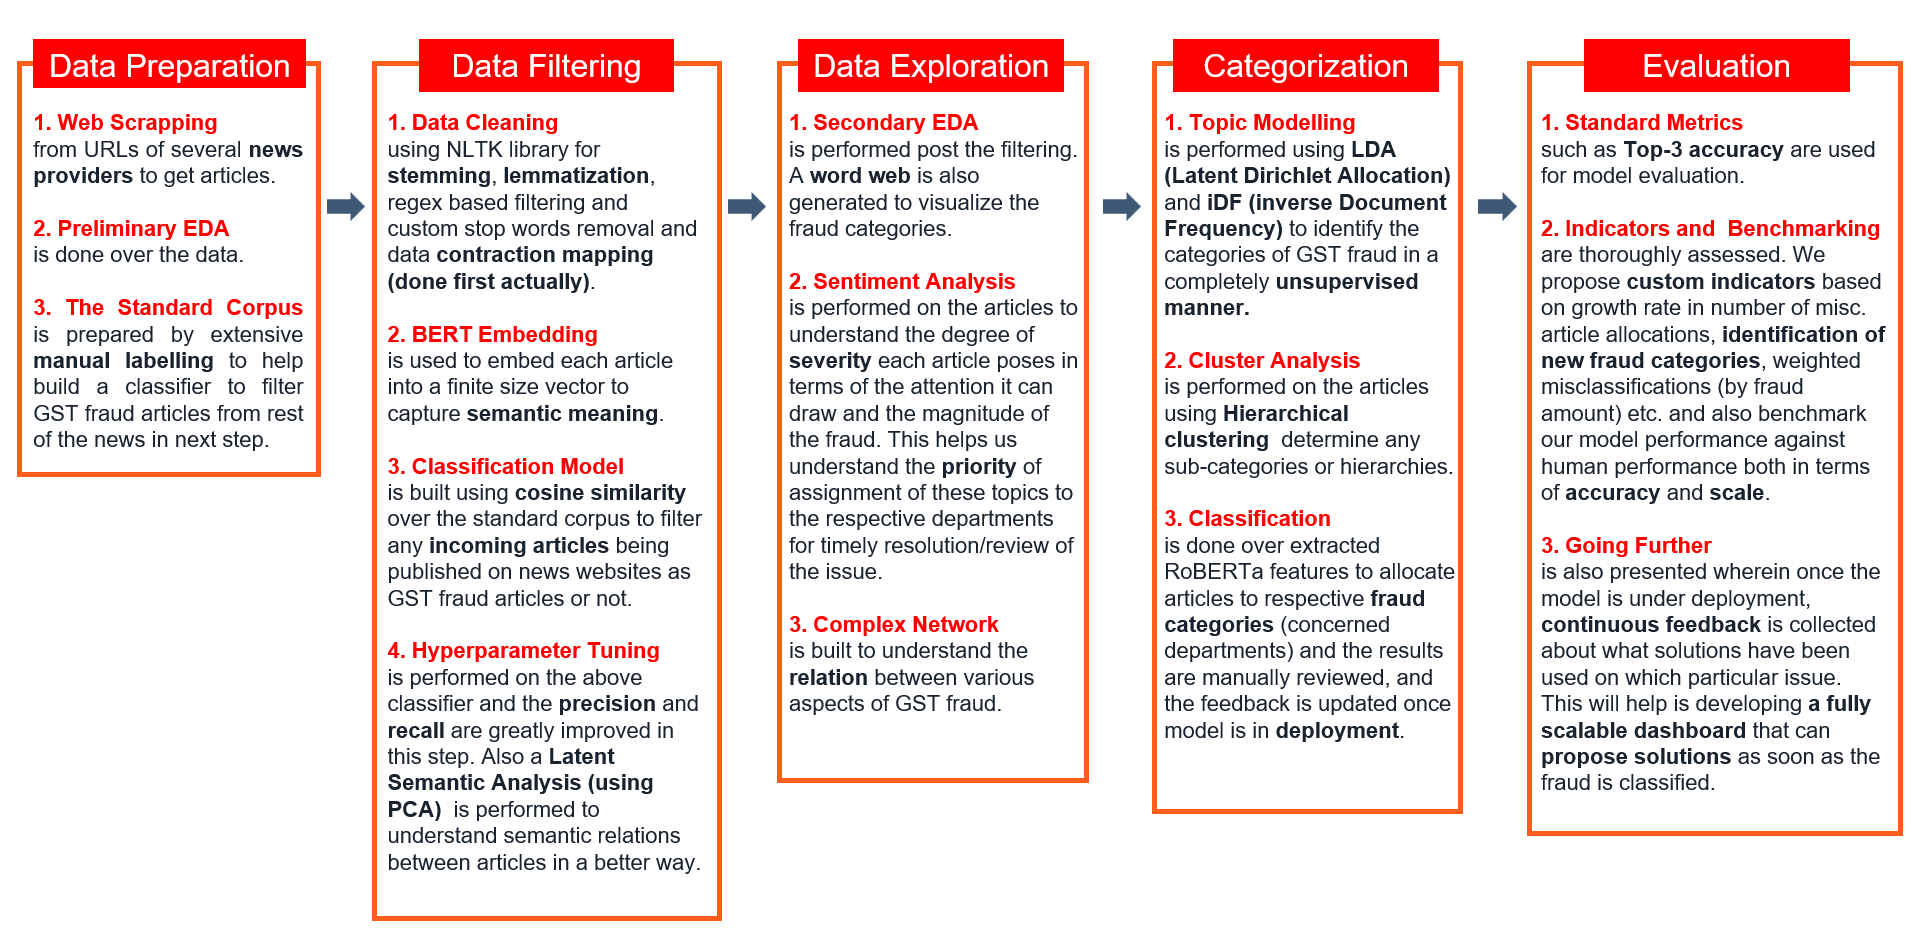 Data Preparation
1. Web Scrapping
from URLs of several news
providers to get articles.
2. Preliminary EDA
is done over the data.
3. The Standard Corpus
is prepared by extensive
manual labelling to help
build a classifier to filter
GST fraud articles from rest
of the news in next step.
Data Filtering
1. Data Cleaning
using NLTK library for
stemming, lemmatization,
regex based filtering and
custom stop words removal and
data contraction mapping
(done first actually).
2. BERT Embedding
is used to embed each article
into a finite size vector to
capture semantic meaning.
3. Classification Model
is built using cosine similarity
over the standard corpus to filter
any incoming articles being
published on news websites as
GST fraud articles or not.
4. Hyperparameter Tuning
is performed on the above
classifier and the precision and
recall are greatly improved in
this step. Also a Latent
Semantic Analysis (using
PCA) is performed to
understand semantic relations
between articles in a better way.
Data Exploration
1. Secondary EDA
is performed post the filtering.
A word web is also
generated to visualize the
fraud categories.
2. Sentiment Analysis
is performed on the articles to
understand the degree of
severity each article poses in
terms of the attention it can
draw and the magnitude of
the fraud. This helps us
understand the priority of
assignment of these topics to
the respective departments
for timely resolution/review of
the issue.
3. Complex Network
is built to understand the
relation between various
aspects of GST fraud.
Categorization
1. Topic Modelling
is performed using LDA
(Latent Dirichlet Allocation)
and iDF (inverse Document
Frequency) to identify the
categories of GST fraud in a
completely unsupervised
manner.
2. Cluster Analysis
is performed on the articles
using Hierarchical
clustering determine any
sub-categories or hierarchies.
3. Classification
is done over extracted
RoBERTa features to allocate
articles to respective fraud
categories (concerned
departments) and the results
are manually reviewed, and
the feedback is updated once
model is in deployment.
Evaluation
1. Standard Metrics
such as Top-3 accuracy are used
for model evaluation.
2. Indicators and Benchmarking
are thoroughly assessed. We
propose custom indicators based
on growth rate in number of misc.
article allocations, identification of
new fraud categories, weighted
misclassifications (by fraud
amount) etc. and also benchmark
our model performance against
human performance both in terms
of accuracy and scale.
3. Going Further
is also presented wherein once the
model is under deployment,
continuous feedback is collected
about what solutions have been
used on which particular issue.
This will help is developing a fully
scalable dashboard that can
propose solutions as soon as the
fraud is classified.